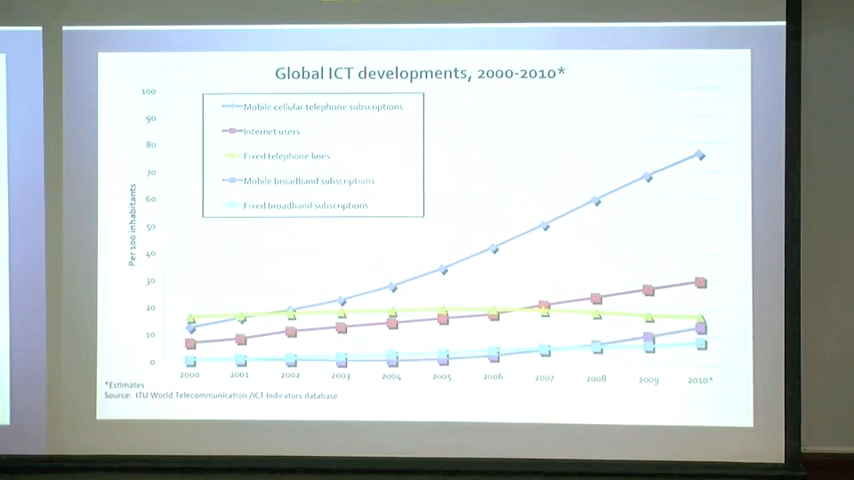 Global ICT developments, 2000-2010*
100
90
80
70
60
50
40
30
20
10
0
Per 100 inhabitants
Mobile cellular telephone subscriptions
Internet users
Fixed telephone lines
Mobile broadband subscriptions
Fixed broadband subscriptions
2000 2001 2002 2003 2004 2005 2006 2007 2008 2009 2010*
*Estimates
Source: ITU World Telecommunication /ICT Indicators database